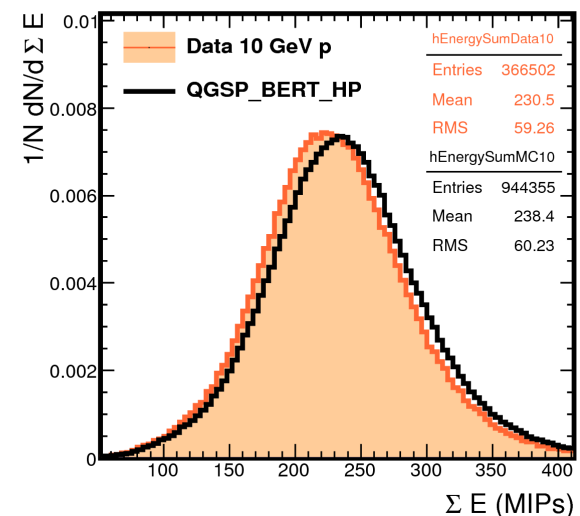 1/N dN/d Σ E
0.01
0.008
0.006
0.004
0.002
0
Data 10 GeV p
QGSP_BERT_HP
hEnergySumData10
Entries 366502
Mean 230.5
RMS 59.26
hEnergySumMC10
Entries 944355
Mean 238.4
RMS 60.23
100 150 200 250 300 350 400
Σ E (MIPs)